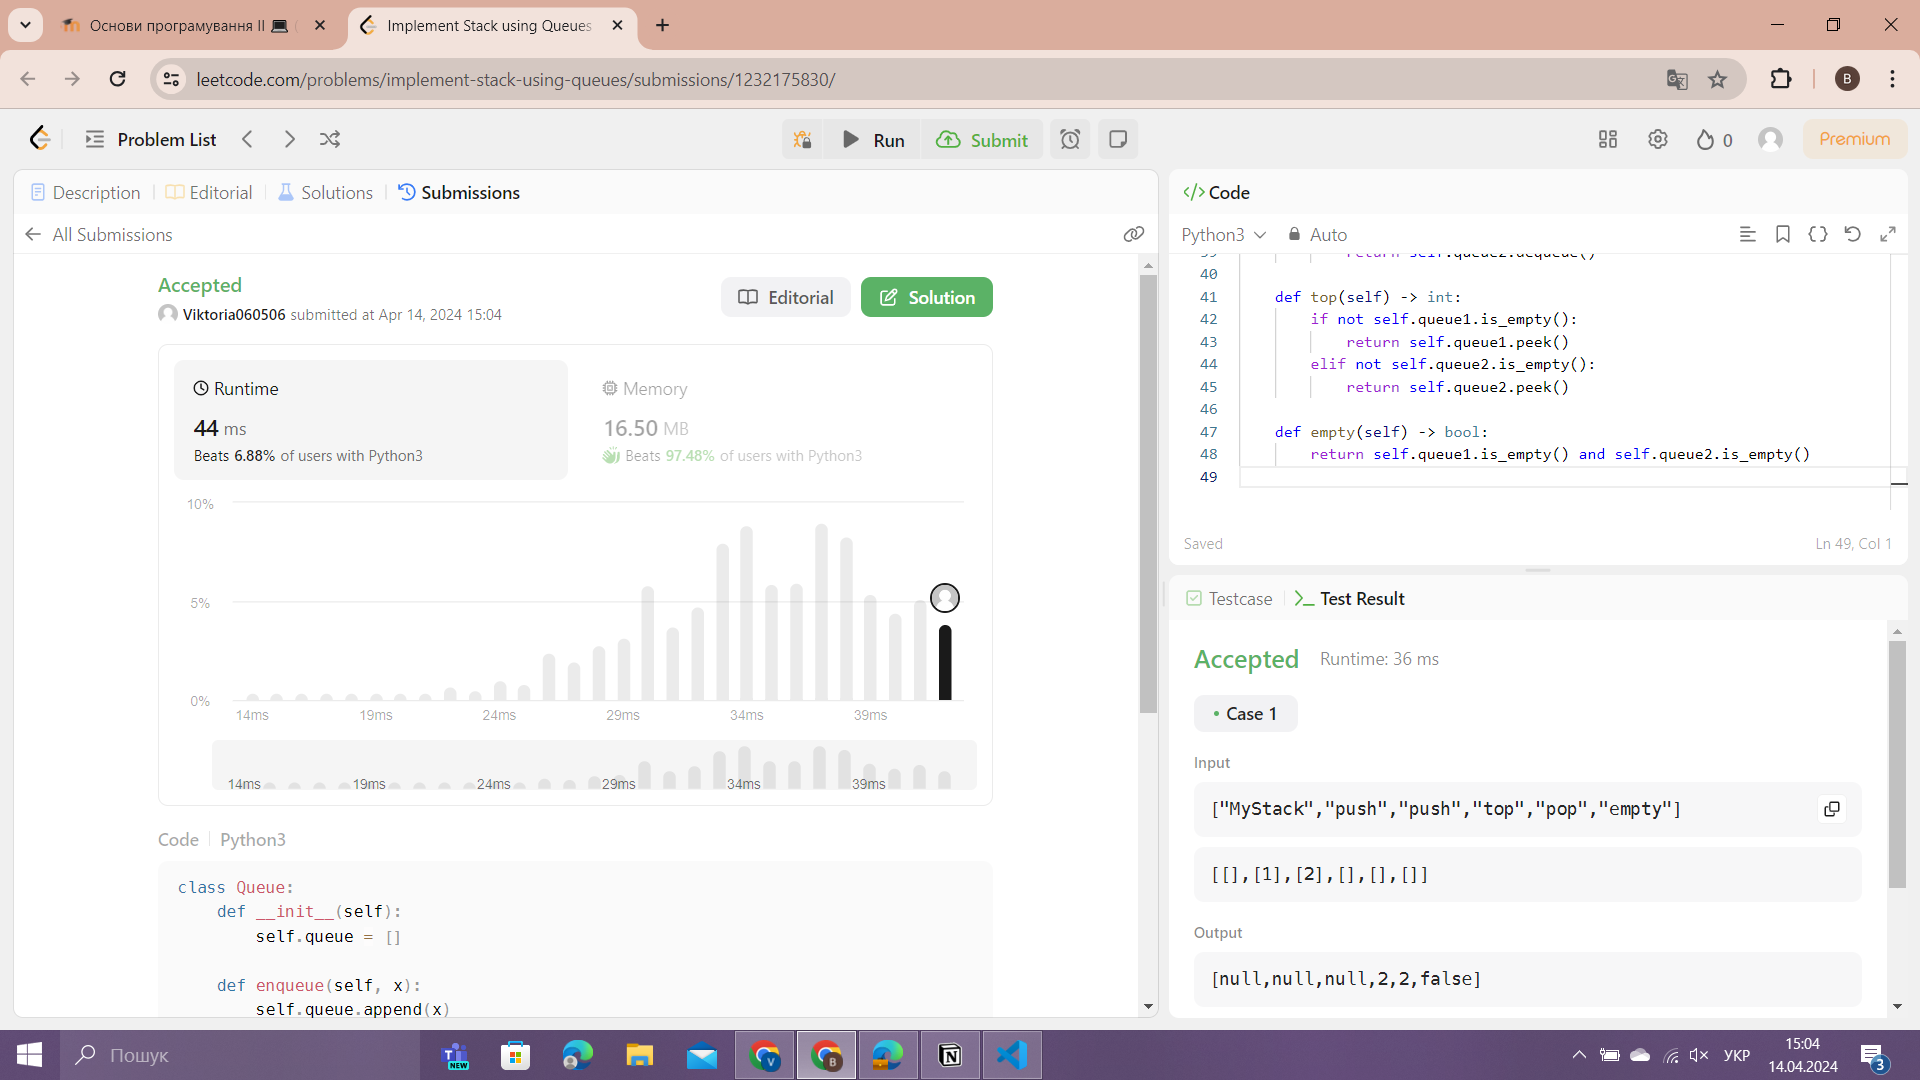 Основи програмування II 💻 (
Implement Stack using Queues
leetcode.com/problems/implement-stack-using-queues/submissions/1232175830/
B
Problem List
Run
Submit
0
Premium
Description
Editorial
Solutions
Submissions
All Submissions
Accepted
Viktoria060506 submitted at Apr 14, 2024 15:04
Editorial
Solution
Runtime
44 ms
Beats 6.88% of users with Python3
Memory
16.50 MB
Beats 97.48% of users with Python3
10%
5%
0%
14ms 19ms 24ms 29ms 34ms 39ms
14ms 19ms 24ms 29ms 34ms 39ms
Code Python3
class Queue:
    def __init__(self):
        self.queue = []
    def enqueue(self, x):
        self.queue.append(x)
</> Code
Python3 Auto
39 return self.queue2.dequeue()
40
41 def top(self) -> int:
42 if not self.queue1.is_empty():
43 return self.queue1.peek()
44 elif not self.queue2.is_empty():
45 return self.queue2.peek()
46
47 def empty(self) -> bool:
48 return self.queue1.is_empty() and self.queue2.is_empty()
49
Saved
Ln 49, Col 1
Testcase
>_ Test Result
Accepted Runtime: 36 ms
• Case 1
Input
["MyStack","push","push","top","pop","empty"]
[[],[1],[2],[],[],[]]
Output
[null,null,null,2,2,false]
Пошук
NEW
V
B
УКР
15:04
14.04.2024
3